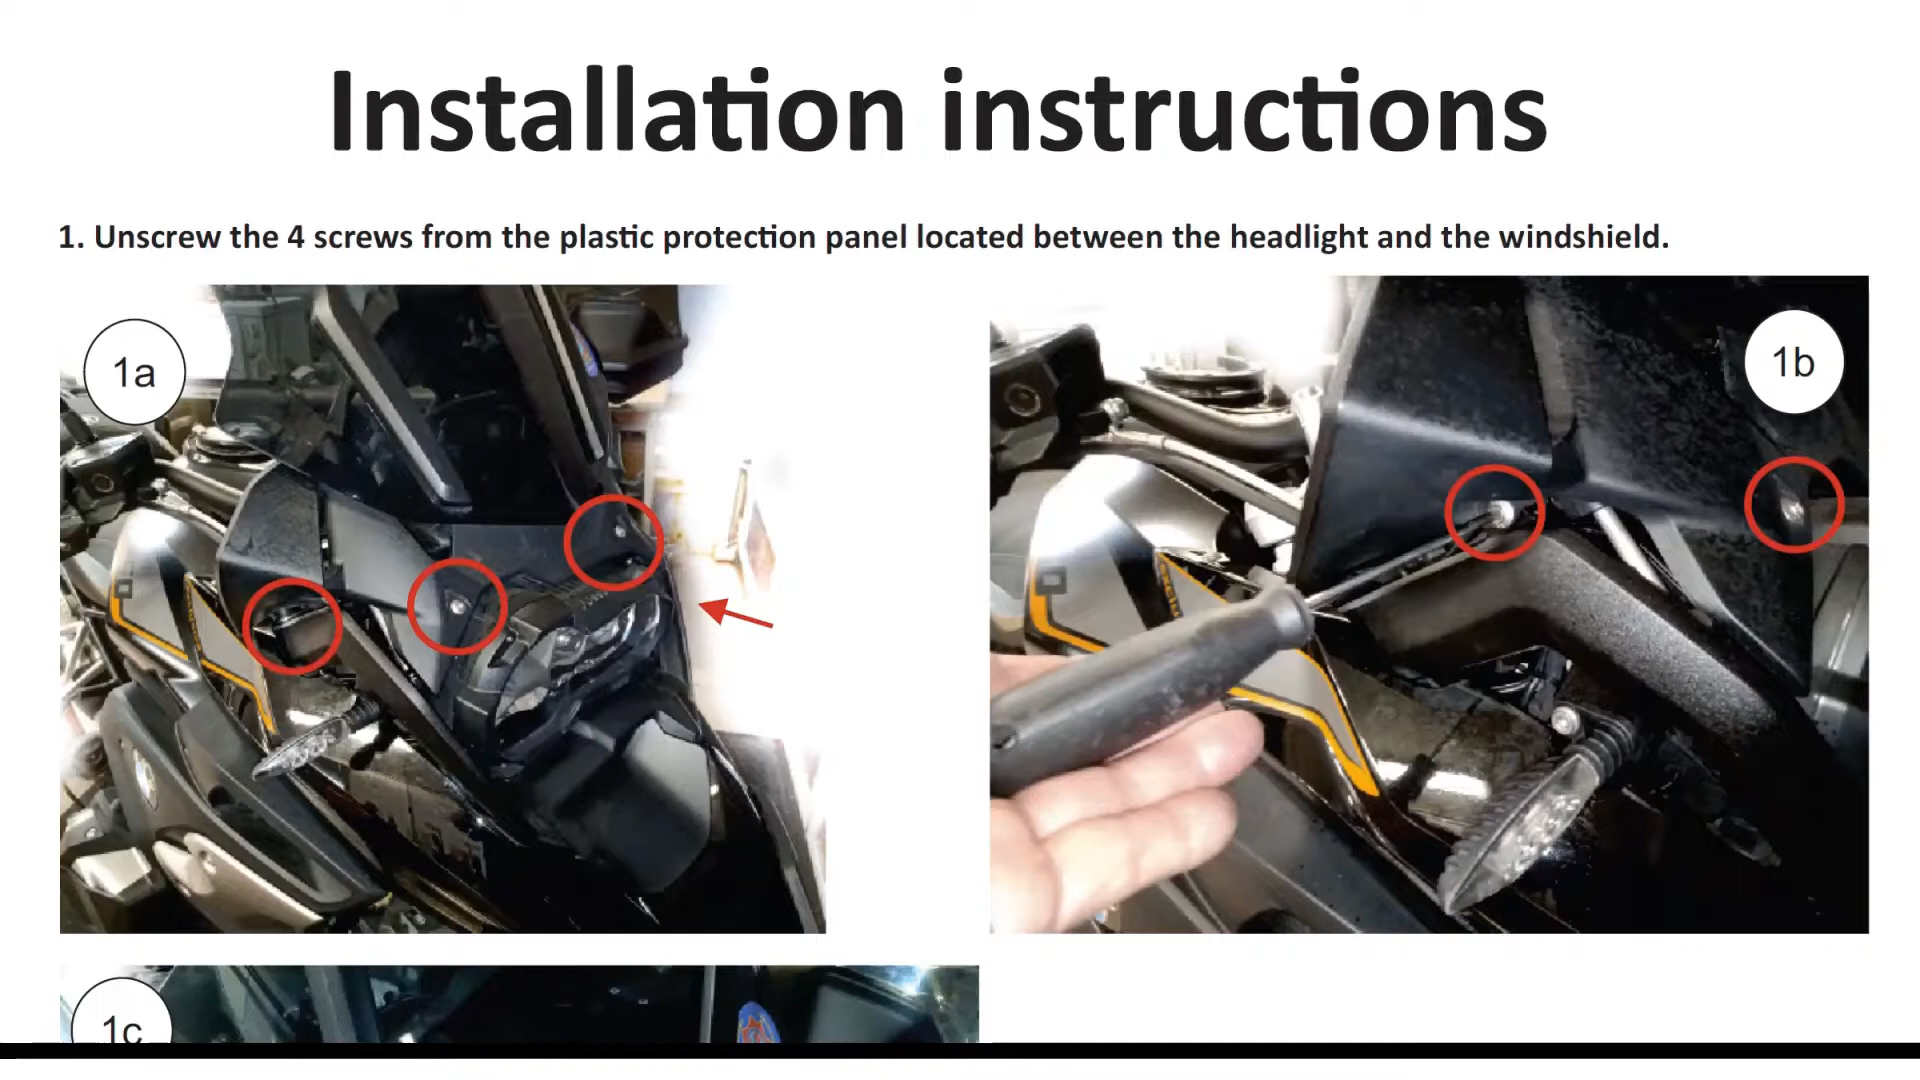 Installation instructions
1. Unscrew the 4 screws from the plastic protection panel located between the headlight and the windshield.
1a
1b
1c